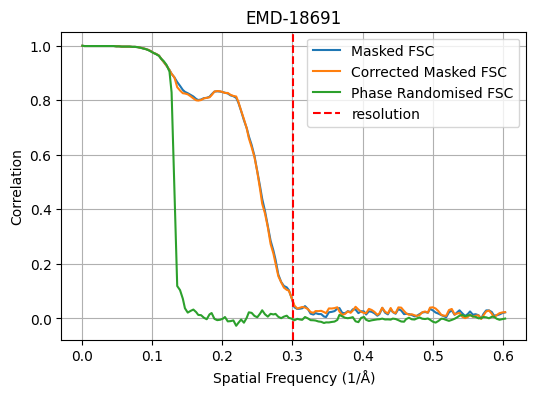 EMD-18691
1.0
0.8
0.6
0.4
0.2
0.0
Correlation
Masked FSC
Corrected Masked FSC
Phase Randomised FSC
resolution
0.0 0.1 0.2 0.3 0.4 0.5 0.6
Spatial Frequency (1/Å)